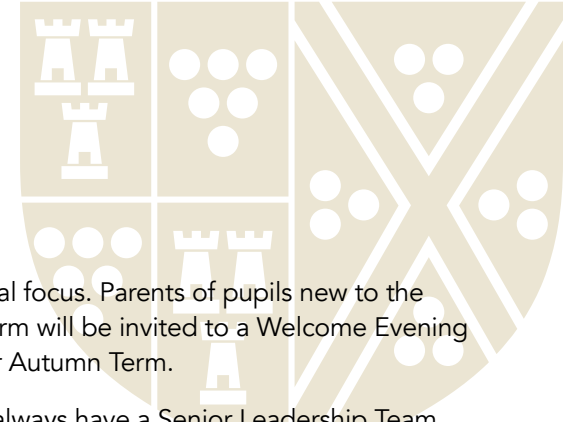 al focus. Parents of pupils new to the
rm will be invited to a Welcome Evening
r Autumn Term.
always have a Senior Leadership Team